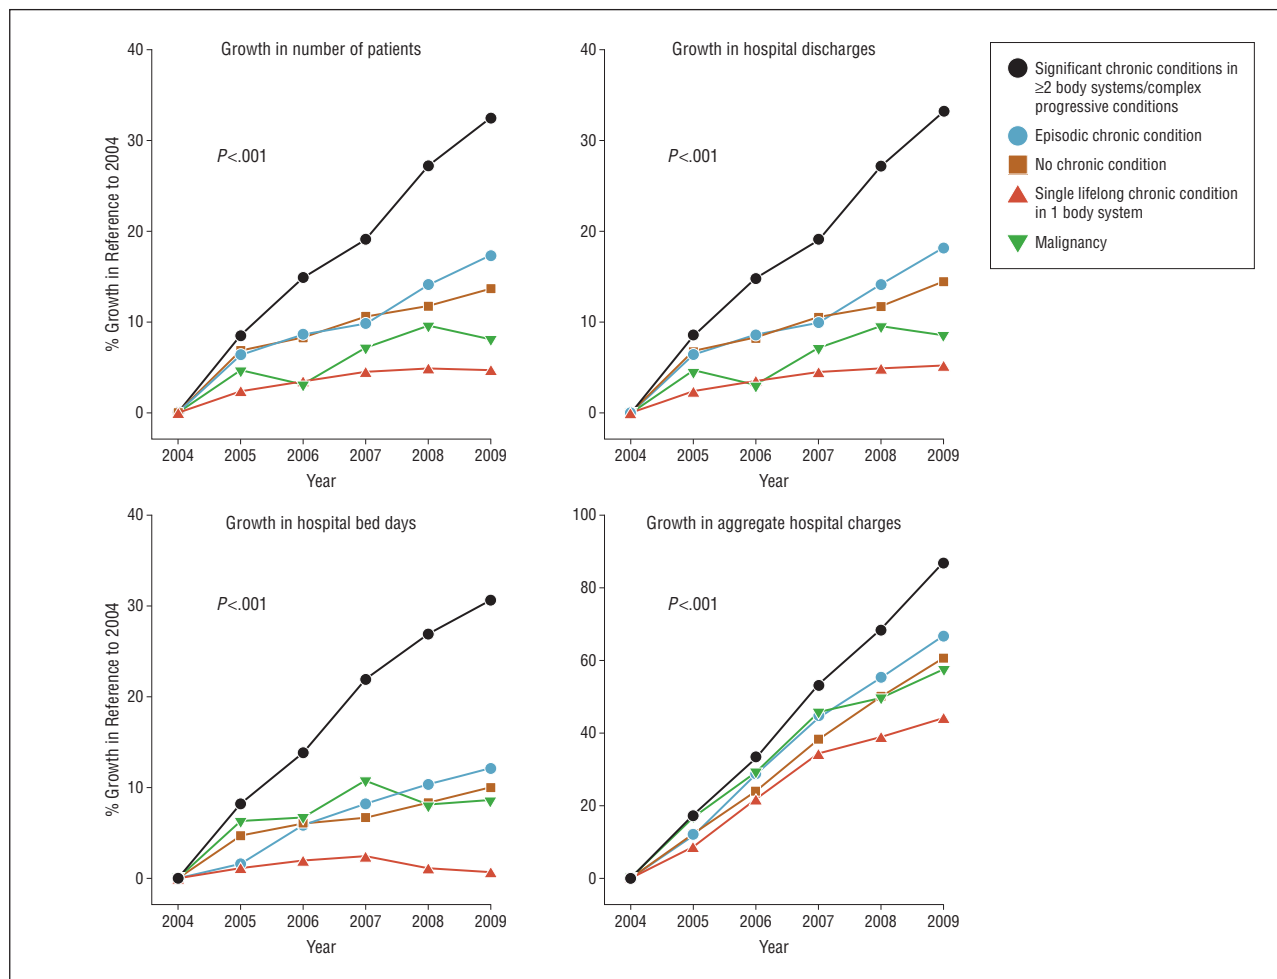 Growth in number of patients
40
30
20
10
0
% Growth in Reference to 2004
P<.001
2004 2005 2006 2007 2008 2009
Year
Growth in hospital discharges
40
30
20
10
0
P<.001
2004 2005 2006 2007 2008 2009
Year
Significant chronic conditions in
≥2 body systems/complex
progressive conditions
Episodic chronic condition
No chronic condition
Single lifelong chronic condition
in 1 body system
Malignancy
Growth in hospital bed days
40
30
20
10
0
% Growth in Reference to 2004
P<.001
2004 2005 2006 2007 2008 2009
Year
Growth in aggregate hospital charges
100
80
60
40
20
0
P<.001
2004 2005 2006 2007 2008 2009
Year